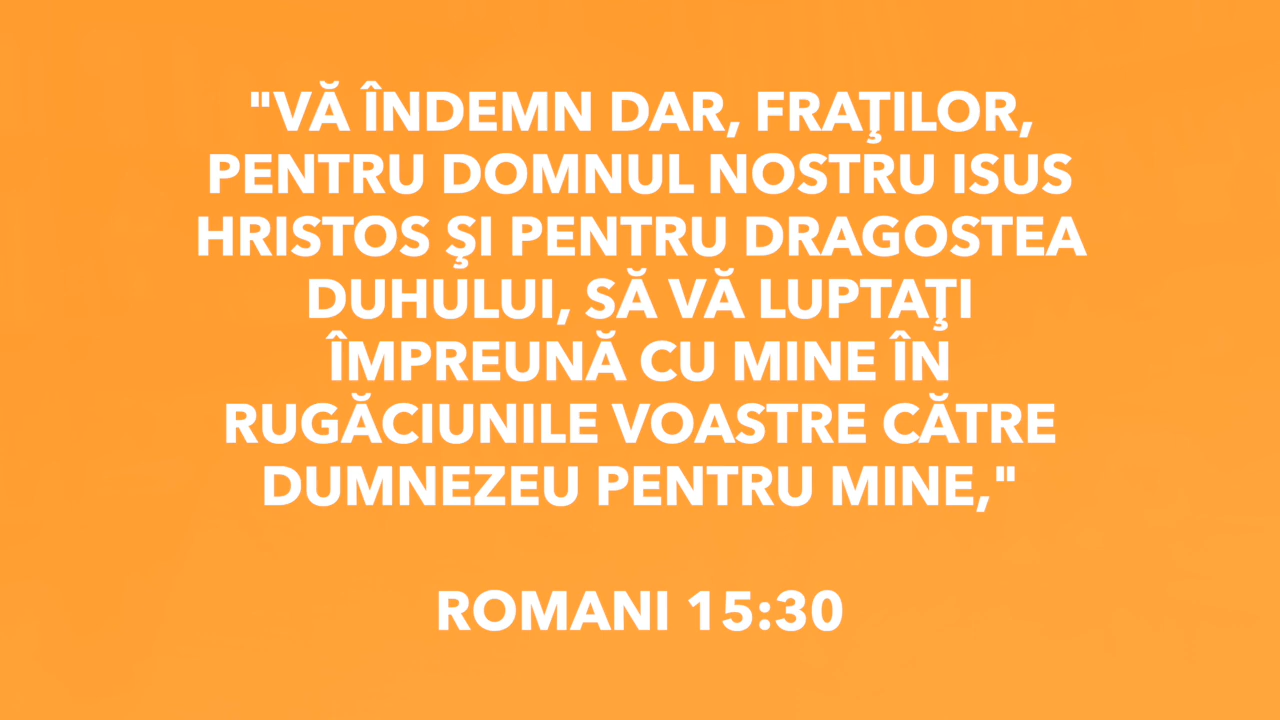 "VĂ ÎNDEMN DAR, FRAŢILOR,
PENTRU DOMNUL NOSTRU ISUS
HRISTOS ŞI PENTRU DRAGOSTEA
DUHULUI, SĂ VĂ LUPTAŢI
ÎMPREUNĂ CU MINE ÎN
RUGĂCIUNILE VOASTRE CĂTRE
DUMNEZEU PENTRU MINE,"
ROMANI 15:30